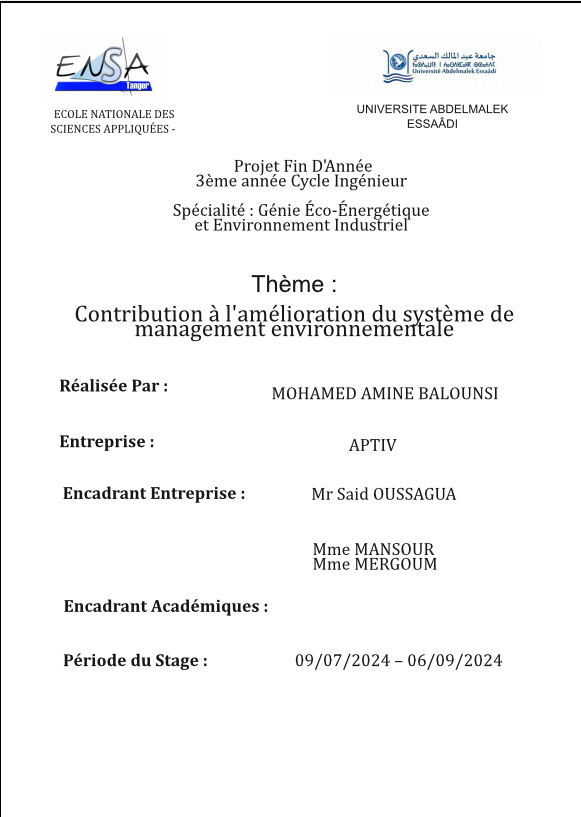 ENSA
Tanger
جامعة عبد المالك السعدي
Université Abdelmalek Essaâdi
ECOLE NATIONALE DES
SCIENCES APPLIQUÉES -
UNIVERSITE ABDELMALEK
ESSAÂDI
Projet Fin D'Année
3ème année Cycle Ingénieur
Spécialité : Génie Éco-Énergétique
et Environnement Industriel
Thème :
Contribution à l'amélioration du système de
management environnementale
Réalisée Par :
MOHAMED AMINE BALOUNSI
Entreprise :
APTIV
Encadrant Entreprise :
Mr Said OUSSAGUA
Mme MANSOUR
Mme MERGOUM
Encadrant Académiques :
Période du Stage :
09/07/2024 – 06/09/2024